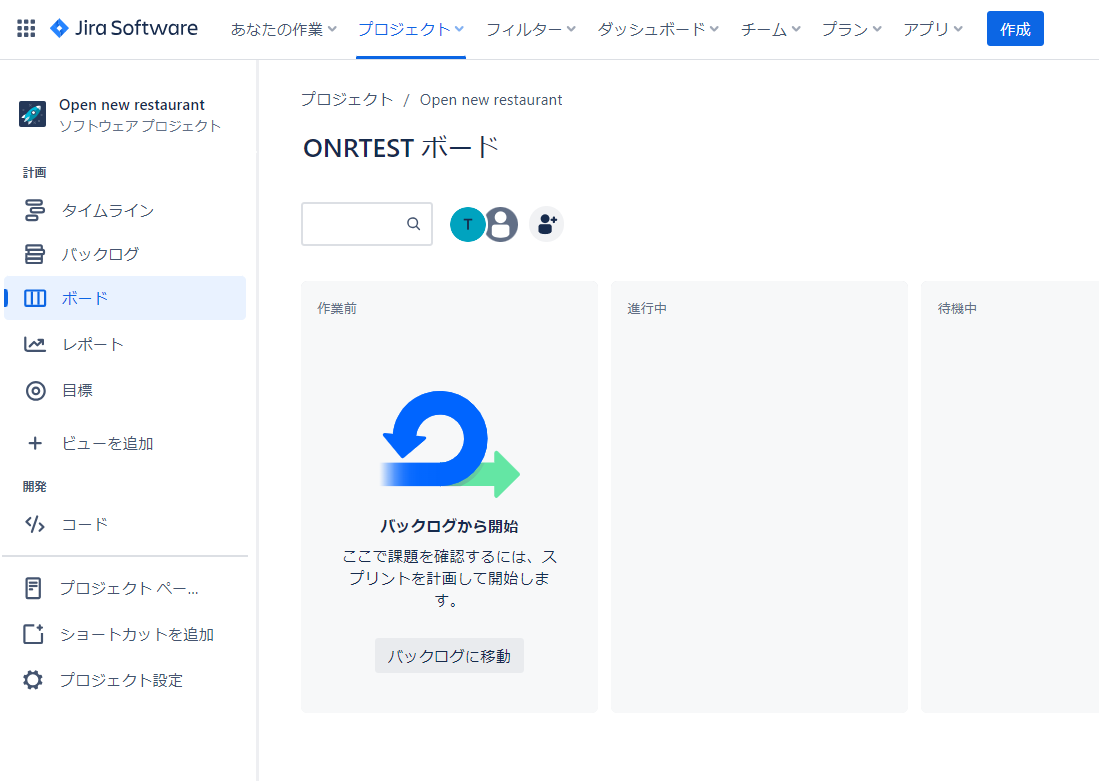 Jira Software
あなたの作業
プロジェクト
フィルター
ダッシュボード
チーム
プラン
アプリ
作成
Open new restaurant
ソフトウェア プロジェクト
計画
タイムライン
バックログ
ボード
レポート
目標
ビューを追加
開発
コード
プロジェクト ペー...
ショートカットを追加
プロジェクト設定
プロジェクト / Open new restaurant
ONRTEST ボード
T
作業前
バックログから開始
ここで課題を確認するには、ス
プリントを計画して開始しま
す。
バックログに移動
進行中
待機中